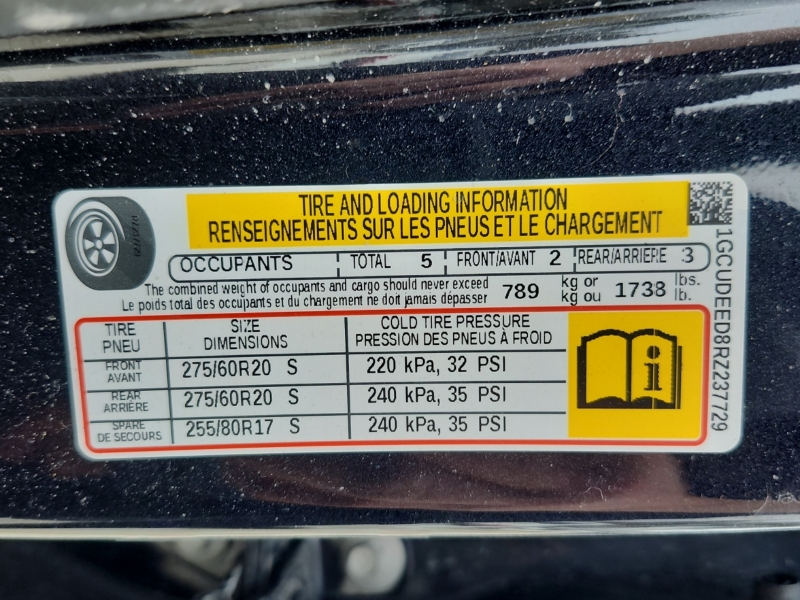 TIRE AND LOADING INFORMATION
RENSEIGNEMENTS SUR LES PNEUS ET LE CHARGEMENT
OCCUPANTS TOTAL 5 FRONT/AVANT 2 REAR/ARRIÈRE 3
The combined weight of occupants and cargo should never exceed 789 kg or 1738 lbs.
Le poids total des occupants et du chargement ne doit jamais dépasser kg ou lb.
TIRE SIZE COLD TIRE PRESSURE
PNEU DIMENSIONS PRESSION DES PNEUS À FROID
FRONT
AVANT 275/60R20 S 220 kPa, 32 PSI
REAR
ARRIÈRE 275/60R20 S 240 kPa, 35 PSI
SPARE
DE SECOURS 255/80R17 S 240 kPa, 35 PSI
i
1GCUDEED8RZ237729